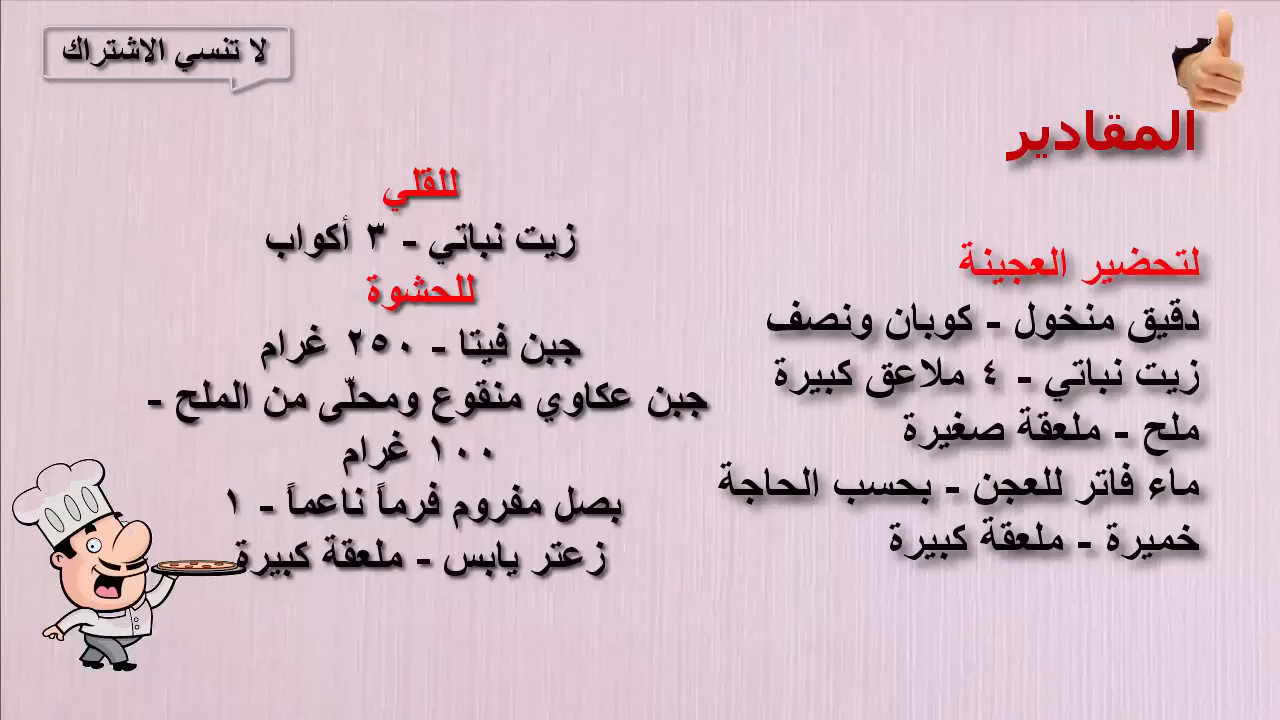 لا تنسي الاشتراك
المقادير
لتحضير العجينة
دقيق منخول - كوبان ونصف
زيت نباتي - ٤ ملاعق كبيرة
ملح - ملعقة صغيرة
ماء فاتر للعجن - بحسب الحاجة
خميرة - ملعقة كبيرة
للقلي
زيت نباتي - ٣ أكواب
للحشوة
جبن فيتا - ٢٥٠ غرام
جبن عكاوي منقوع ومحلّى من الملح -
١٠٠ غرام
بصل مفروم فرماً ناعماً - ١
زعتر يابس - ملعقة كبيرة